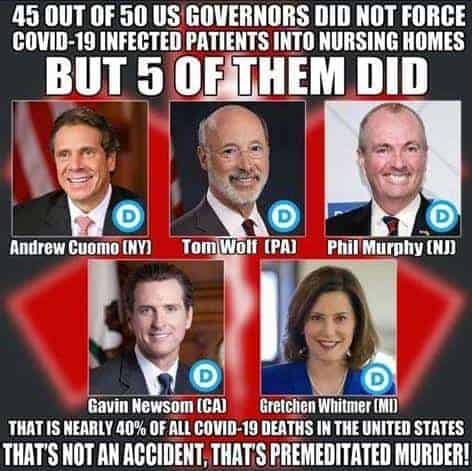 45 OUT OF 50 US GOVERNORS DID NOT FORCE
COVID-19 INFECTED PATIENTS INTO NURSING HOMES
BUT 5 OF THEM DID
D
D
D
Andrew Cuomo (NY)
Tom Wolf (PA)
Phil Murphy (NJ)
D
D
Gavin Newsom (CA)
Gretchen Whitmer (MI)
THAT IS NEARLY 40% OF ALL COVID-19 DEATHS IN THE UNITED STATES
THAT'S NOT AN ACCIDENT, THAT'S PREMEDITATED MURDER!